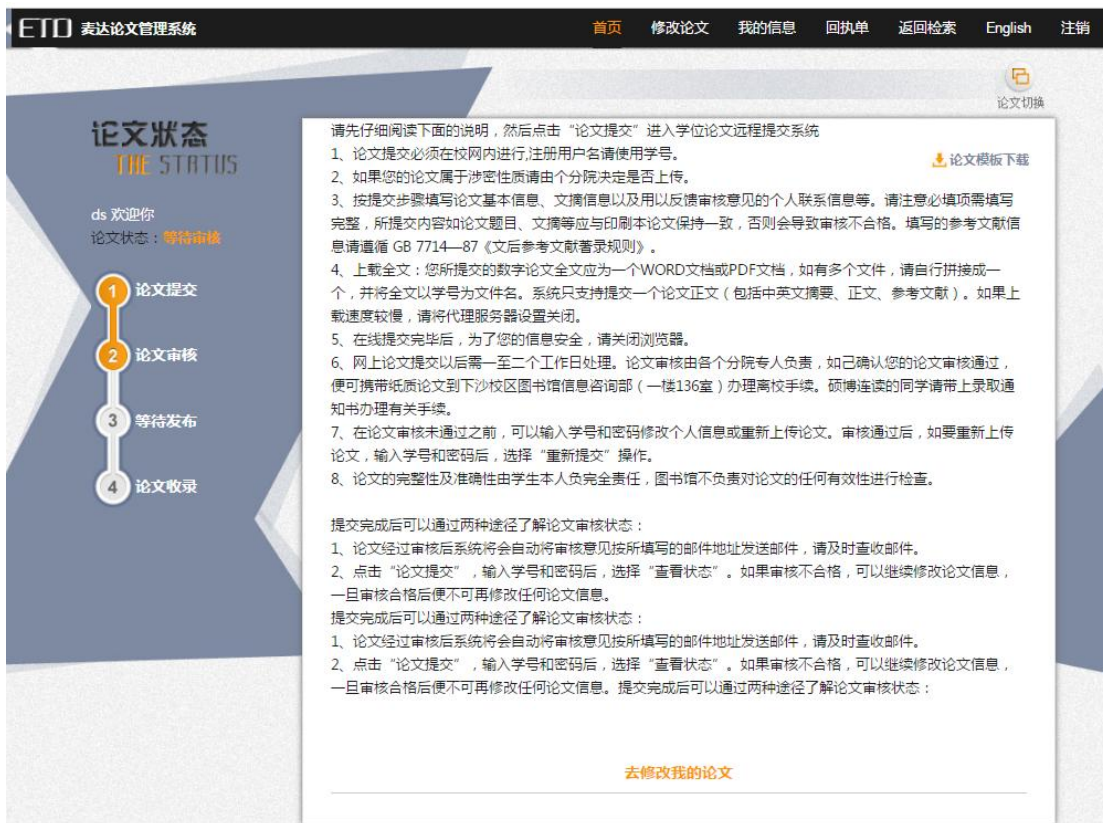 ETD 麦达论文管理系统 首页 修改论文 我的信息 回执单 返回检索 English 注销
论文切换
论文状态
THE STATUS
ds 欢迎你
论文状态：等待审核
1 论文提交
2 论文审核
3 等待发布
4 论文收录
请先仔细阅读下面的说明，然后点击“论文提交”进入学位论文远程提交系统
论文模板下载
1、论文提交必须在校网内进行,注册用户名请使用学号。
2、如果您的论文属于涉密性质请由个分院决定是否上传。
3、按提交步骤填写论文基本信息、文摘信息以及用以反馈审核意见的个人联系信息等。请注意必填项需填写
完整，所提交内容如论文题目、文摘等应与印刷本论文保持一致，否则会导致审核不合格。填写的参考文献信
息请遵循 GB 7714—87《文后参考文献著录规则》。
4、上载全文：您所提交的数字论文全文应为一个WORD文档或PDF文档，如有多个文件，请自行拼接成一
个，并将全文以学号为文件名。系统只支持提交一个论文正文（包括中英文摘要、正文、参考文献）。如果上
载速度较慢，请将代理服务器设置关闭。
5、在线提交完毕后，为了您的信息安全，请关闭浏览器。
6、网上论文提交以后需一至二个工作日处理。论文审核由各个分院专人负责，如己确认您的论文审核通过，
便可携带纸质论文到下沙校区图书馆信息咨询部（一楼136室）办理离校手续。硕博连读的同学请带上录取通
知书办理有关手续。
7、在论文审核未通过之前，可以输入学号和密码修改个人信息或重新上传论文。审核通过后，如要重新上传
论文，输入学号和密码后，选择“重新提交”操作。
8、论文的完整性及准确性由学生本人负完全责任，图书馆不负责对论文的任何有效性进行检查。
提交完成后可以通过两种途径了解论文审核状态：
1、论文经过审核后系统将会自动将审核意见按所填写的邮件地址发送邮件，请及时查收邮件。
2、点击“论文提交”，输入学号和密码后，选择“查看状态”。如果审核不合格，可以继续修改论文信息，
一旦审核合格后便不可再修改任何论文信息。
提交完成后可以通过两种途径了解论文审核状态：
1、论文经过审核后系统将会自动将审核意见按所填写的邮件地址发送邮件，请及时查收邮件。
2、点击“论文提交”，输入学号和密码后，选择“查看状态”。如果审核不合格，可以继续修改论文信息，
一旦审核合格后便不可再修改任何论文信息。提交完成后可以通过两种途径了解论文审核状态：
去修改我的论文